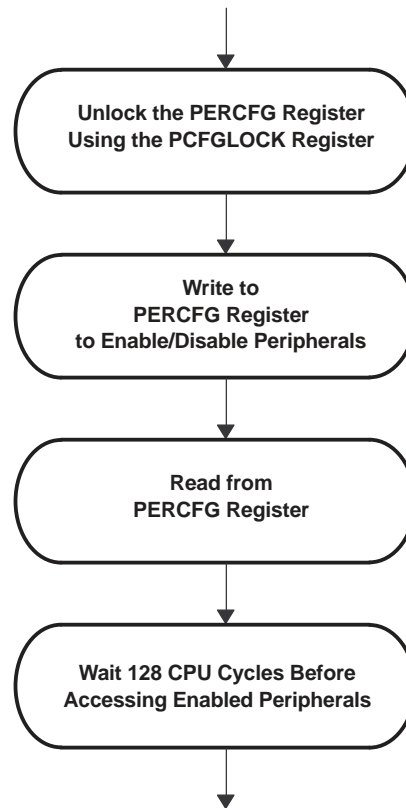 Unlock the PERCFG Register
Using the PCFGLOCK Register
Write to
PERCFG Register
to Enable/Disable Peripherals
Read from
PERCFG Register
Wait 128 CPU Cycles Before
Accessing Enabled Peripherals